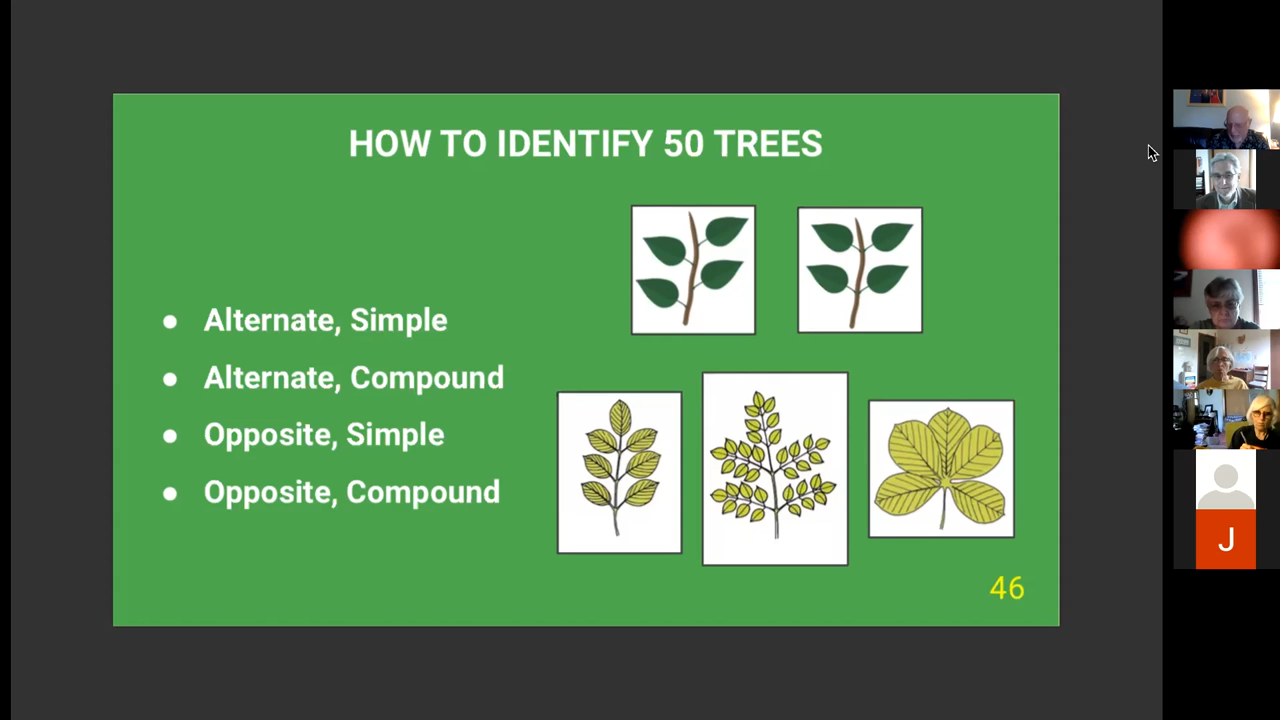 HOW TO IDENTIFY 50 TREES
● Alternate, Simple
● Alternate, Compound
● Opposite, Simple
● Opposite, Compound
46
J